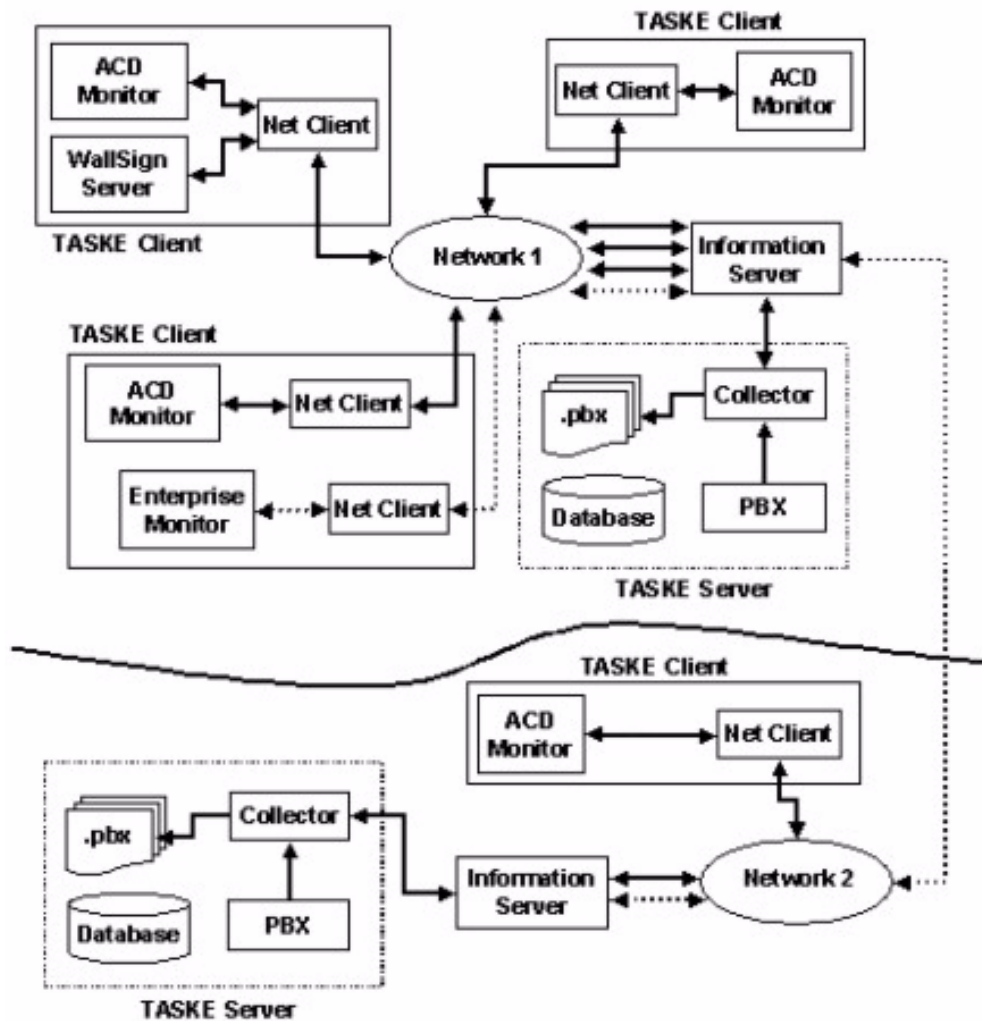 TASKE Client
ACD
Monitor
Net Client
WallSign
Server
TASKE Client
Net Client
ACD
Monitor
Network 1
Information
Server
TASKE Client
ACD
Monitor
Net Client
Enterprise
Monitor
Net Client
Collector
.pbx
Database
PBX
TASKE Server
TASKE Client
ACD
Monitor
Net Client
Collector
.pbx
Database
PBX
Information
Server
Network 2
TASKE Server